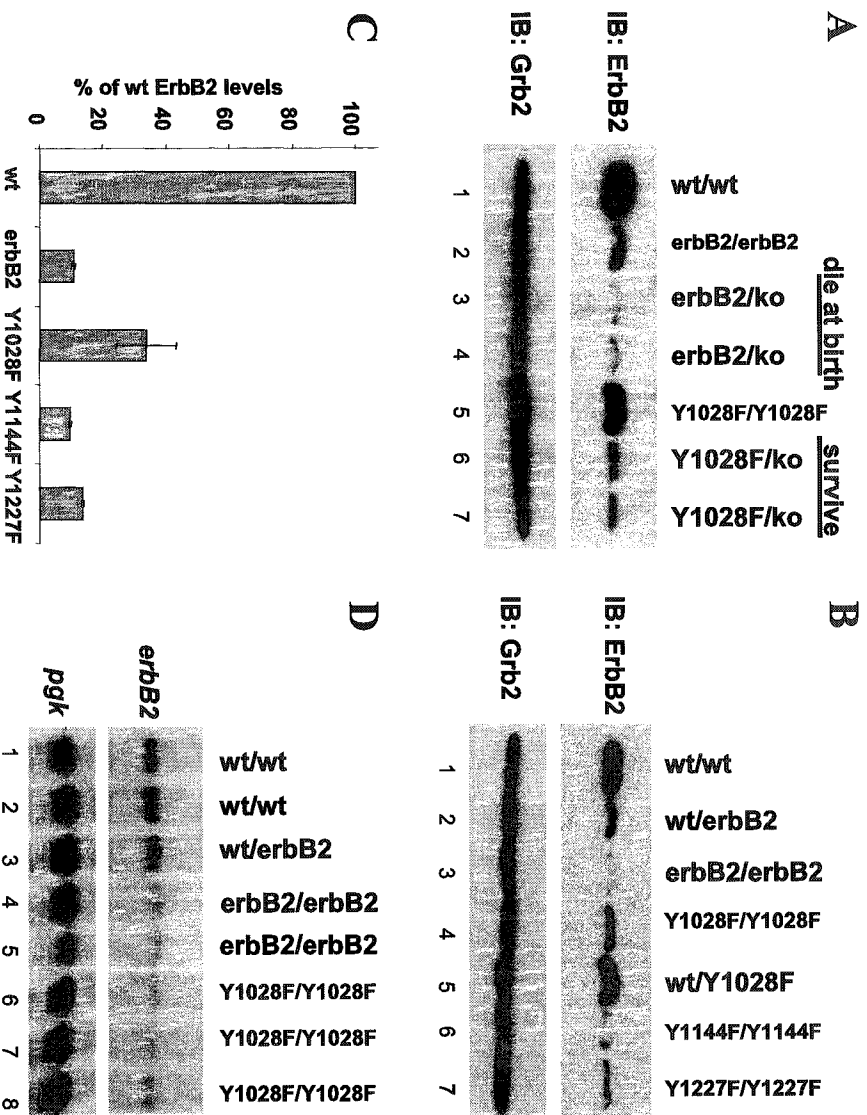 A
die at birth
survive
wt/wt
erbB2/erbB2
erbB2/ko
erbB2/ko
Y1028F/Y1028F
Y1028F/ko
Y1028F/ko
IB: ErbB2
IB: Grb2
1 2 3 4 5 6 7
B
wt/wt
wt/erbB2
erbB2/erbB2
Y1028F/Y1028F
wt/Y1028F
Y1144F/Y1144F
Y1227F/Y1227F
IB: ErbB2
IB: Grb2
1 2 3 4 5 6 7
C
% of wt ErbB2 levels
100
80
60
40
20
0
wt erbB2 Y1028F Y1144F Y1227F
D
wt/wt
wt/wt
wt/erbB2
erbB2/erbB2
erbB2/erbB2
Y1028F/Y1028F
Y1028F/Y1028F
Y1028F/Y1028F
erbB2
pgk
1 2 3 4 5 6 7 8